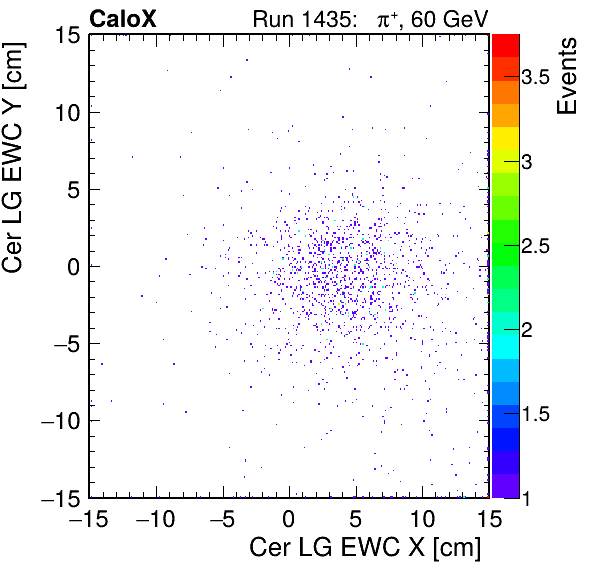 CaloX Run 1435: π⁺, 60 GeV
Cer LG EWC Y [cm]
15
10
5
0
−5
−10
−15
−15 −10 −5 0 5 10 15
Cer LG EWC X [cm]
Events
3.5
3
2.5
2
1.5
1